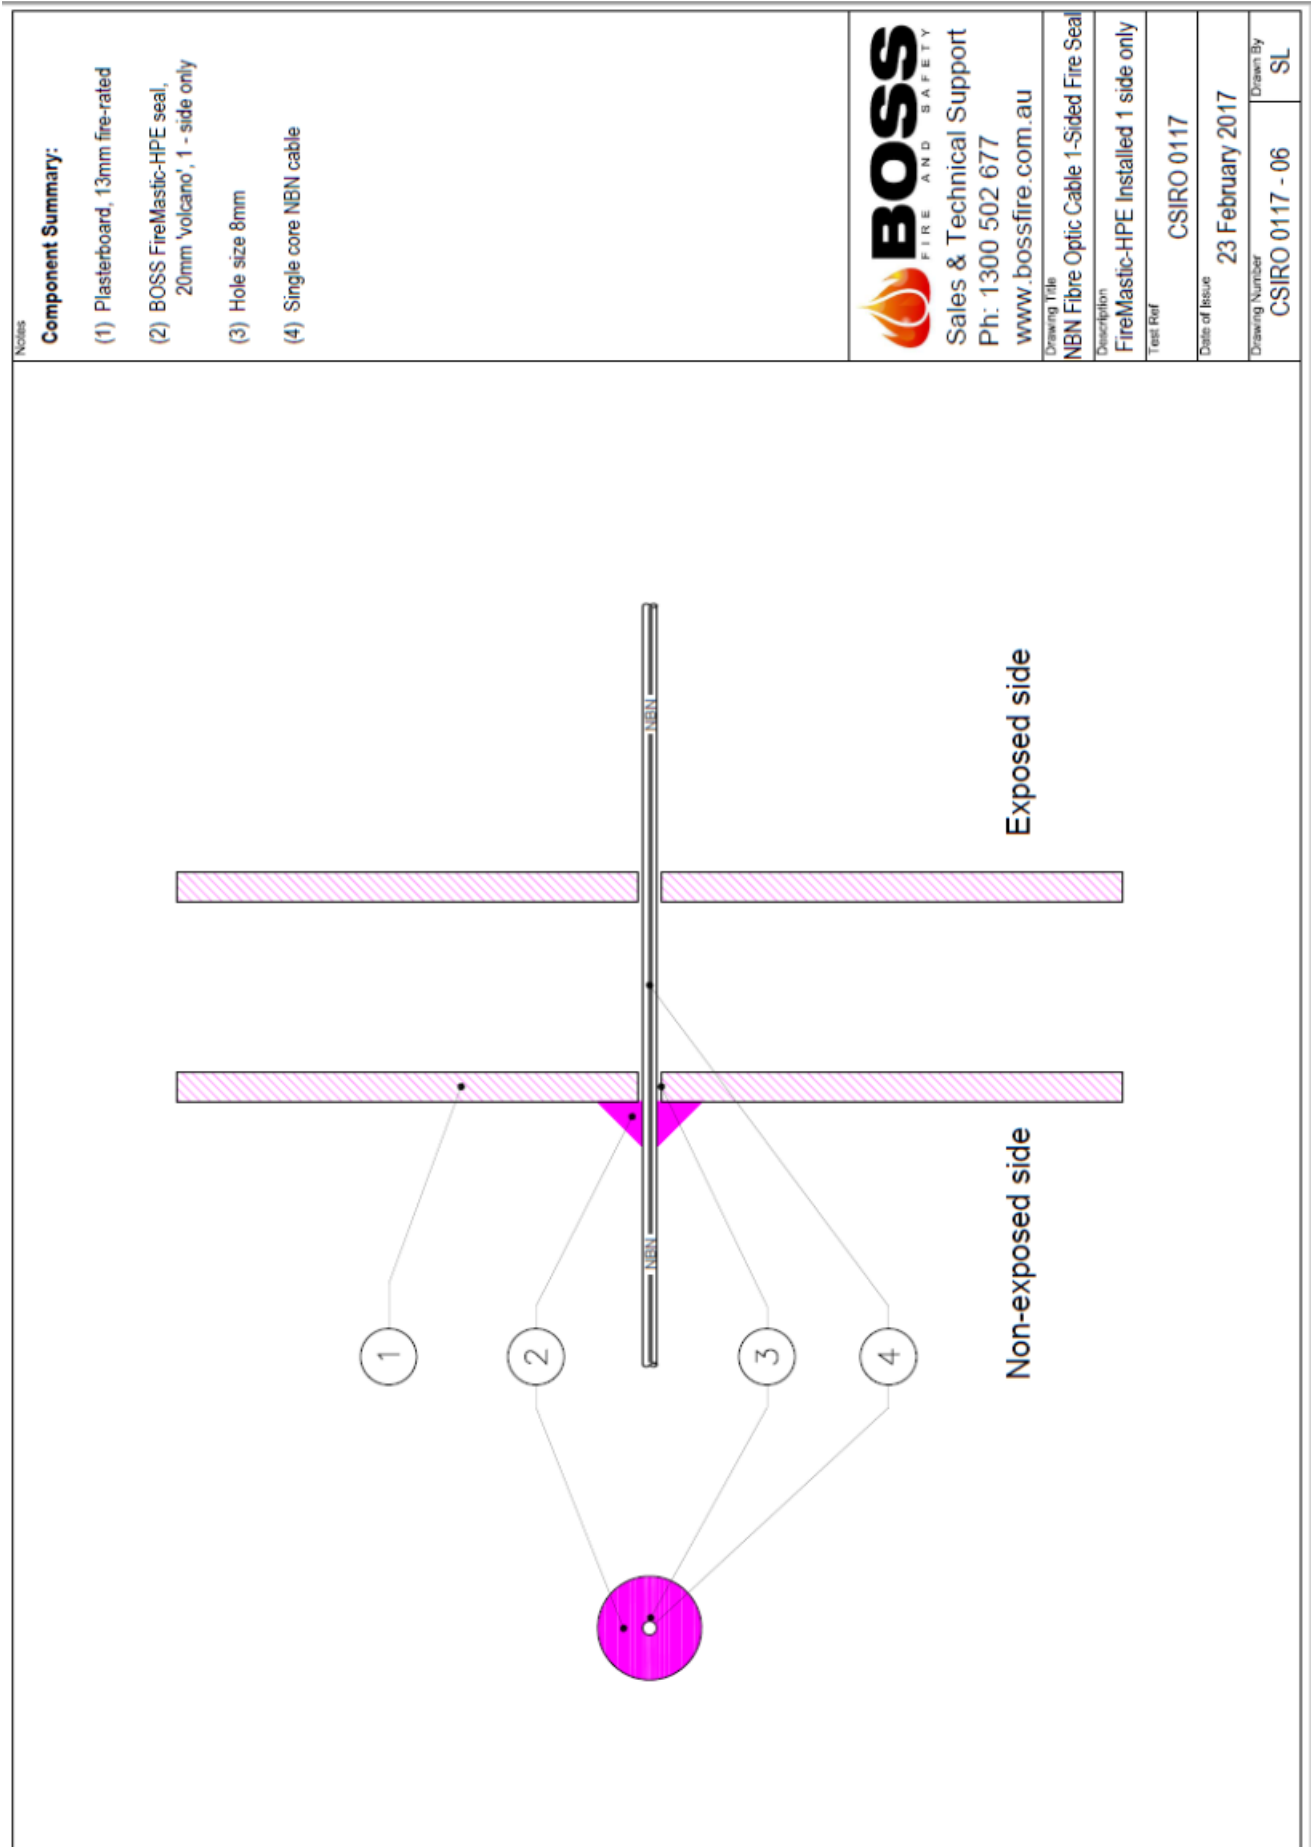 Notes
Component Summary:
(1) Plasterboard, 13mm fire-rated
(2) BOSS FireMastic-HPE seal,
20mm 'volcano', 1 - side only
(3) Hole size 8mm
(4) Single core NBN cable
1
2
3
4
NBN
NBN
Non-exposed side
Exposed side
BOSS
FIRE AND SAFETY
Sales & Technical Support
Ph: 1300 502 677
www.bossfire.com.au
Drawing Title
NBN Fibre Optic Cable 1-Sided Fire Seal
Description
FireMastic-HPE Installed 1 side only
Test Ref
CSIRO 0117
Date of Issue
23 February 2017
Drawing Number
CSIRO 0117 - 06
Drawn By
SL